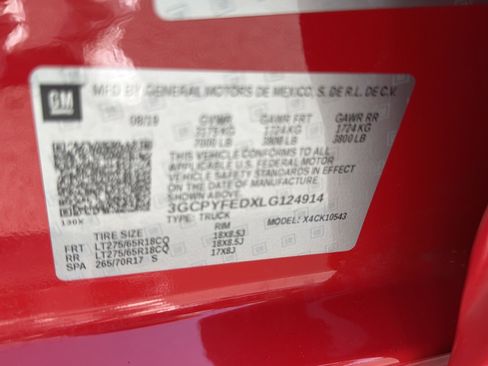 GM
MFD BY GENERAL MOTORS DE MEXICO, S. DE R.L. DE C.V.
08/19 GVWR GAWR FRT GAWR RR
3175 KG 1724 KG 1724 KG
7000 LB 3800 LB 3800 LB
THIS VEHICLE CONFORMS TO ALL
APPLICABLE U.S. FEDERAL MOTOR
VEHICLE SAFETY STANDARDS IN EFFECT
ON THE DATE OF MANUFACTURE
SHOWN ABOVE.
3GCPYFEDXLG124914
TYPE: TRUCK MODEL: X4CK10543
TIRE SIZE RIM
FRT LT275/65R18CQ 18X8.5J
RR LT275/65R18CQ 18X8.5J
SPA 265/70R17 S 17X8J